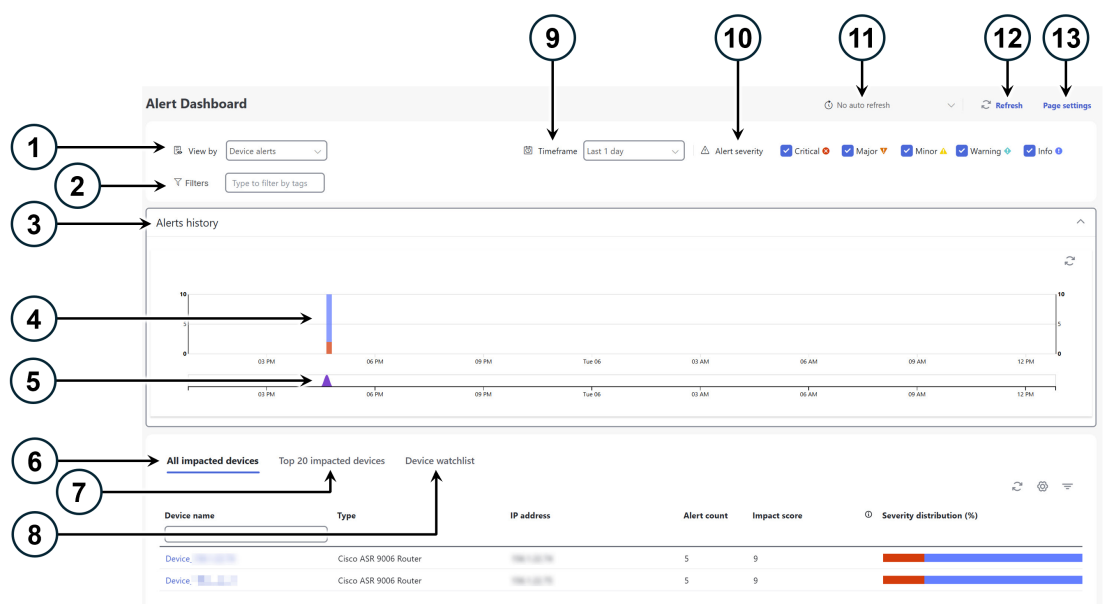 9 10 11 12 13
Alert Dashboard No auto refresh Refresh Page settings
1 View by Device alerts Timeframe Last 1 day Alert severity Critical Major Minor Warning Info
2 Filters Type to filter by tags
3 Alerts history
10 10
4
5 5
0 0
03 PM 06 PM 09 PM Tue 06 03 AM 06 AM 09 AM 12 PM
5
03 PM 06 PM 09 PM Tue 06 03 AM 06 AM 09 AM 12 PM
6 All impacted devices Top 20 impacted devices Device watchlist
7
Device name Type IP address Alert count Impact score Severity distribution (%)
8
Device_ Cisco ASR 9006 Router 5 9
Device_ Cisco ASR 9006 Router 5 9